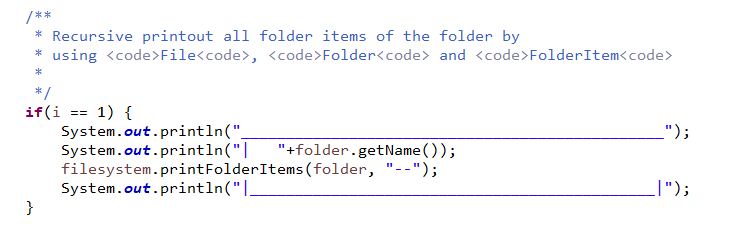 /**
 * Recursive printout all folder items of the folder by
 * using <code>File<code>, <code>Folder<code> and <code>FolderItem<code>
 *
 */
if(i == 1) {
    System.out.println("_______________________________________________");
    System.out.println("|   "+folder.getName());
    filesystem.printFolderItems(folder, "--");
    System.out.println("|_____________________________________________|");
}